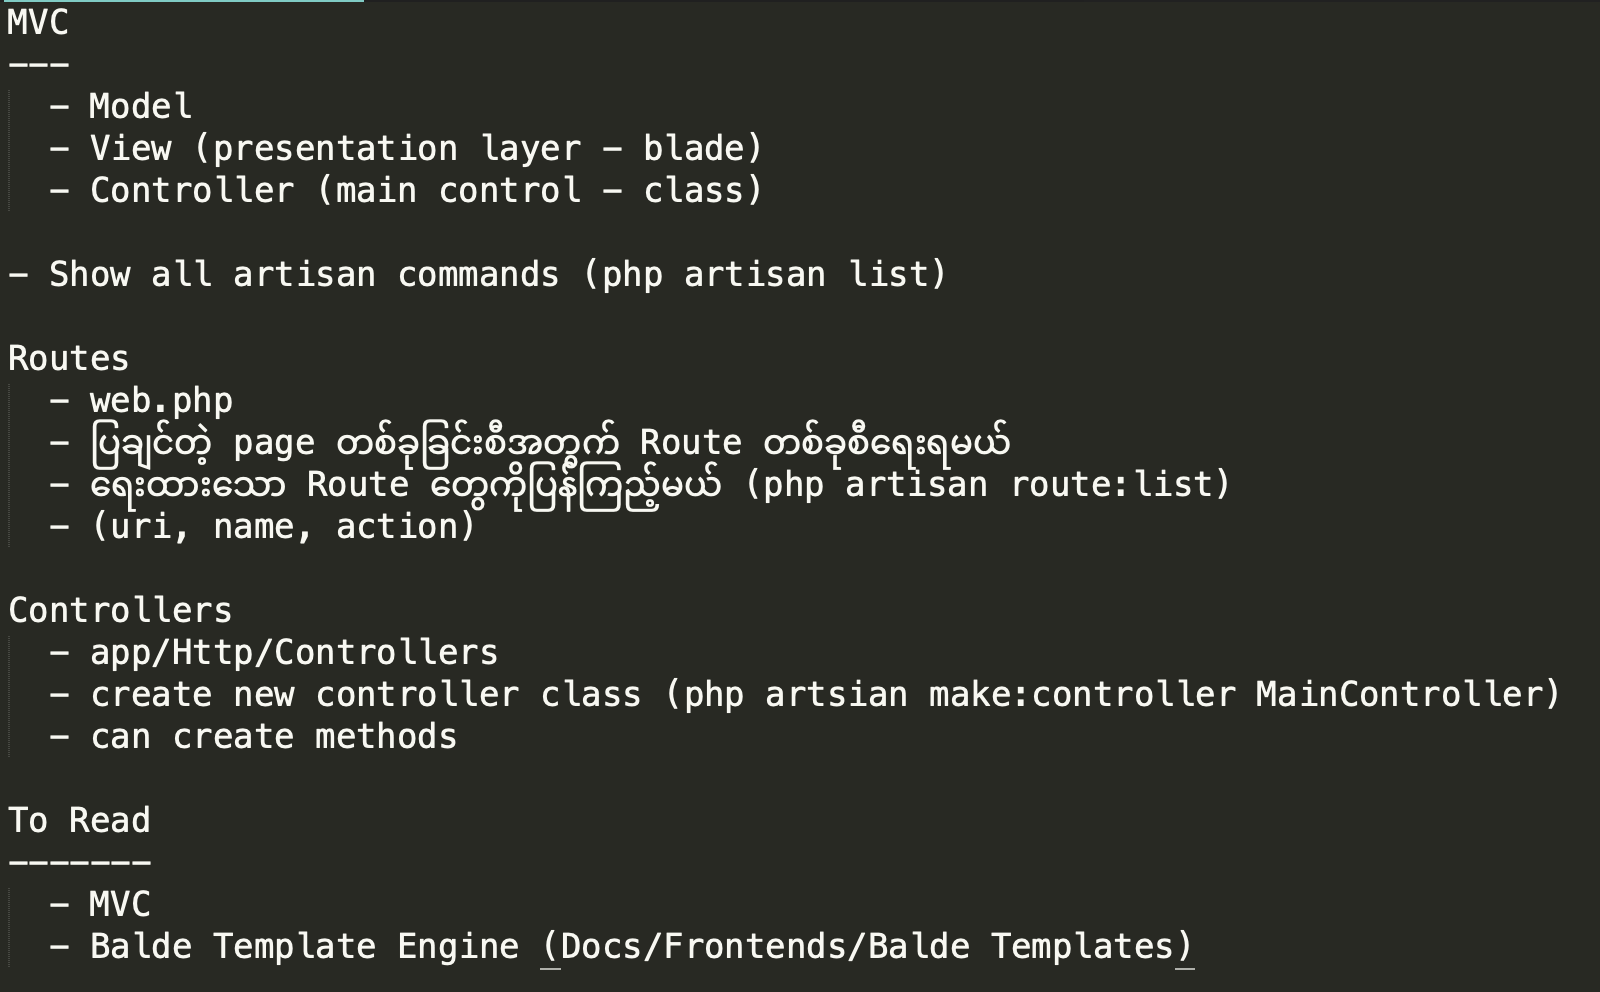 MVC
---
- Model
- View (presentation layer - blade)
- Controller (main control - class)
- Show all artisan commands (php artisan list)
Routes
- web.php
- ပြချင်တဲ့ page တစ်ခုခြင်းစီအတွက် Route တစ်ခုစီရေးရမယ်
- ရေးထားသော Route တွေကိုပြန်ကြည့်မယ် (php artisan route:list)
- (uri, name, action)
Controllers
- app/Http/Controllers
- create new controller class (php artsian make:controller MainController)
- can create methods
To Read
-------
- MVC
- Balde Template Engine (Docs/Frontends/Balde Templates)